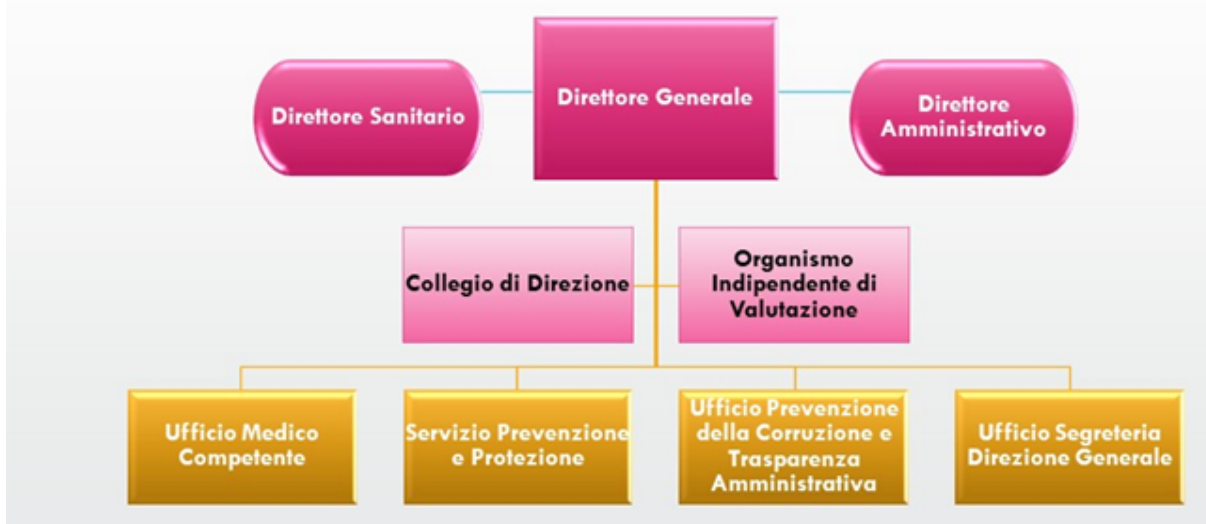 Direttore Generale
Direttore Sanitario
Direttore
Amministrativo
Collegio di Direzione
Organismo
Indipendente di
Valutazione
Ufficio Medico
Competente
Servizio Prevenzione
e Protezione
Ufficio Prevenzione
della Corruzione e
Trasparenza
Amministrativa
Ufficio Segreteria
Direzione Generale